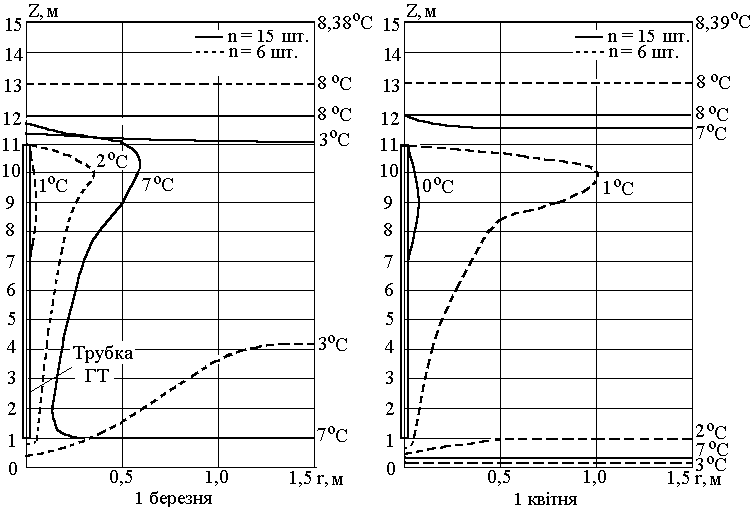 Z, м
15
14
13
12
11
10
9
8
7
6
5
4
3
2
1
0
n = 15 шт.
n = 6 шт.
8,38°C
8 °C
8 °C
3°C
1°C
2°C
7°C
Трубка
ГТ
3°C
7°C
0,5
1,0
1,5 r, м
1 березня
Z, м
15
14
13
12
11
10
9
8
7
6
5
4
3
2
1
0
n = 15 шт.
n = 6 шт.
8,39°C
8 °C
8 °C
7°C
0°C
1°C
2°C
7°C
3°C
0,5
1,0
1,5 r, м
1 квітня